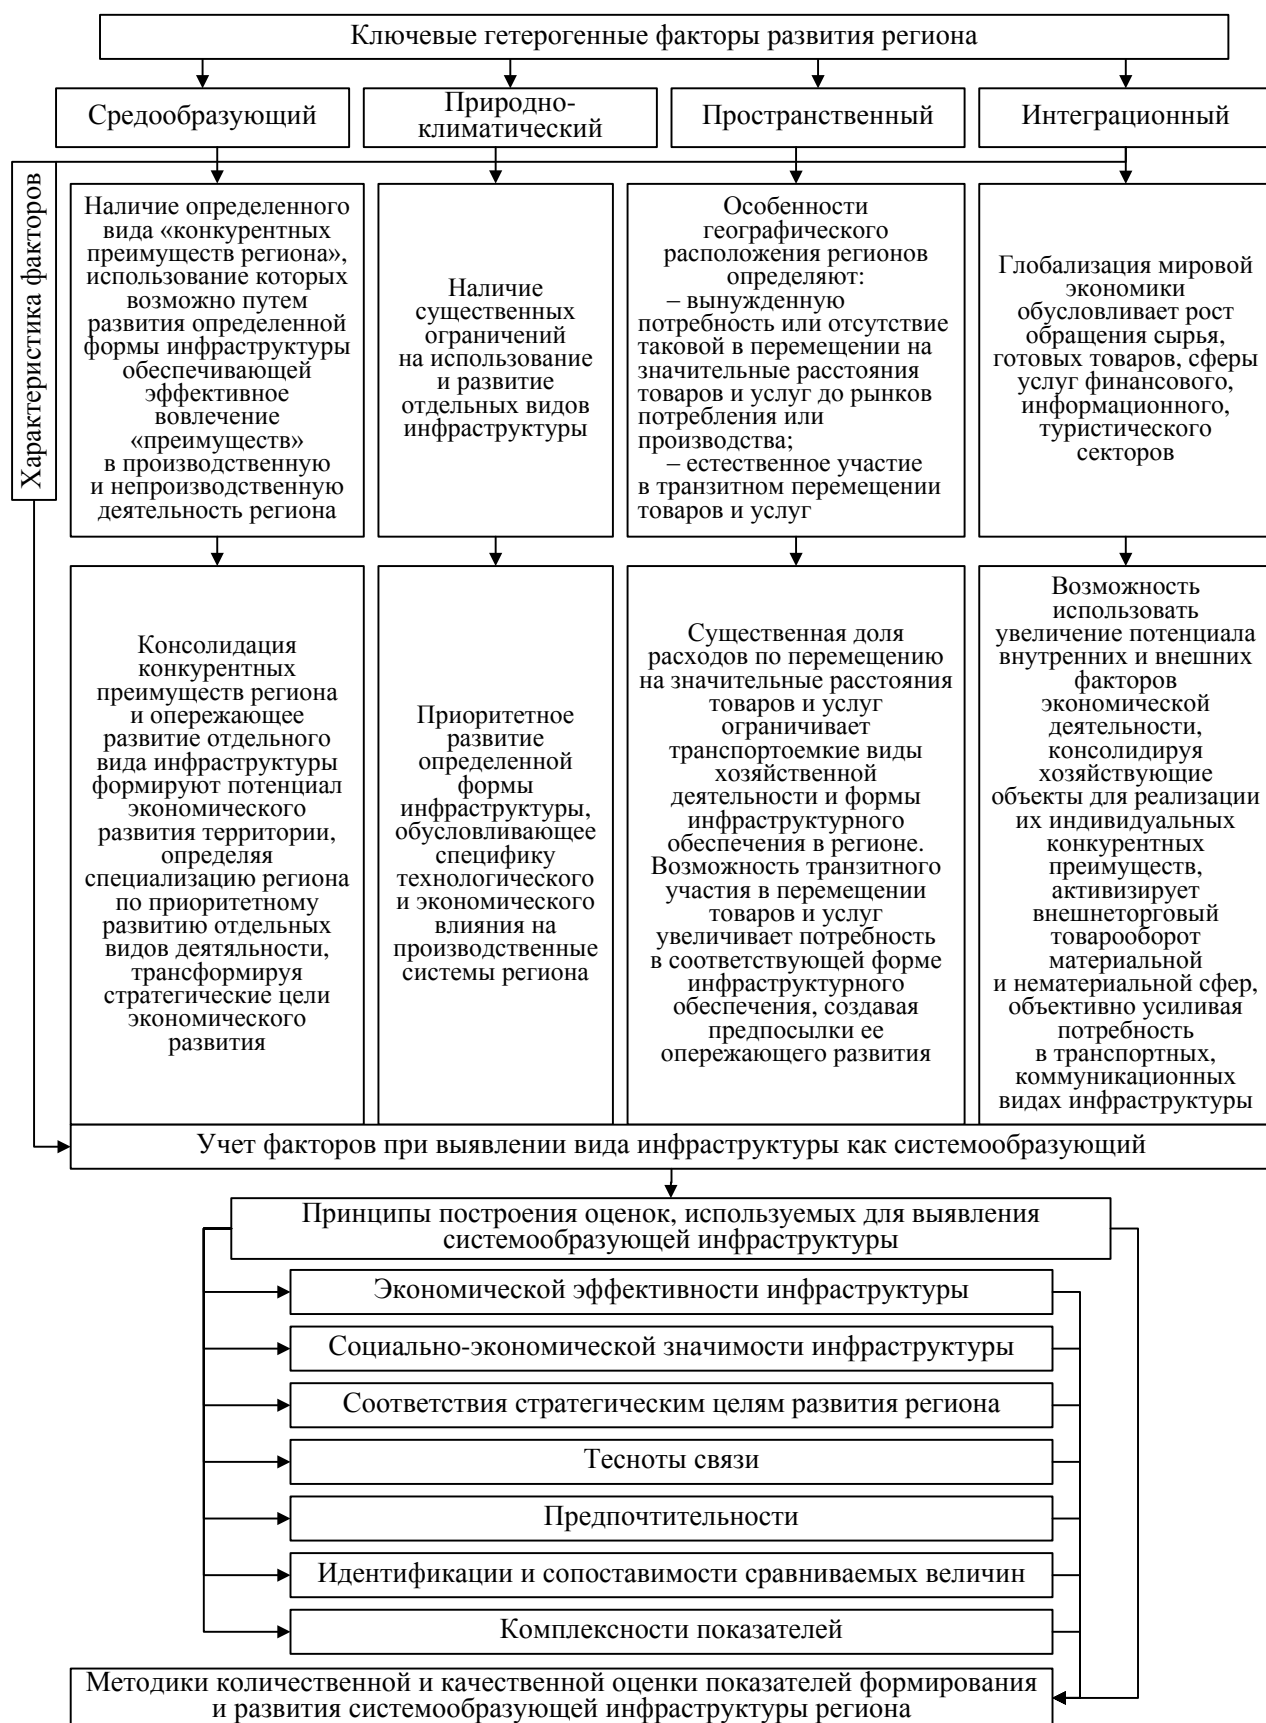 Ключевые гетерогенные факторы развития региона
Средообразующий
Природно-
климатический
Пространственный
Интеграционный
Характеристика факторов
Наличие определенного
вида «конкурентных
преимуществ региона»,
использование которых
возможно путем
развития определенной
формы инфраструктуры
обеспечивающей
эффективное
вовлечение
«преимуществ»
в производственную
и непроизводственную
деятельность региона
Наличие
существенных
ограничений
на использование
и развитие
отдельных видов
инфраструктуры
Особенности
географического
расположения регионов
определяют:
– вынужденную
потребность или отсутствие
таковой в перемещении на
значительные расстояния
товаров и услуг до рынков
потребления или
производства;
– естественное участие
в транзитном перемещении
товаров и услуг
Глобализация мировой
экономики
обусловливает рост
обращения сырья,
готовых товаров, сферы
услуг финансового,
информационного,
туристического
секторов
Консолидация
конкурентных
преимуществ региона
и опережающее
развитие отдельного
вида инфраструктуры
формируют потенциал
экономического
развития территории,
определяя
специализацию региона
по приоритетному
развитию отдельных
видов деятяльности,
трансформируя
стратегические цели
экономического
развития
Приоритетное
развитие
определенной
формы
инфраструктуры,
обусловливающее
специфику
технологического
и экономического
влияния на
производственные
системы региона
Существенная доля
расходов по перемещению
на значительные расстояния
товаров и услуг
ограничивает
транспортоемкие виды
хозяйственной
деятельности и формы
инфраструктурного
обеспечения в регионе.
Возможность транзитного
участия в перемещении
товаров и услуг
увеличивает потребность
в соответствующей форме
инфраструктурного
обеспечения, создавая
предпосылки ее
опережающего развития
Возможность
использовать
увеличение потенциала
внутренних и внешних
факторов
экономической
деятельности,
консолидируя
хозяйствующие
объекты для реализации
их индивидуальных
конкурентных
преимуществ,
активизирует
внешнеторговый
товарооборот
материальной
и нематериальной сфер,
объективно усиливая
потребность
в транспортных,
коммуникационных
видах инфраструктуры
Учет факторов при выявлении вида инфраструктуры как системообразующий
Принципы построения оценок, используемых для выявления
системообразующей инфраструктуры
Экономической эффективности инфраструктуры
Социально-экономической значимости инфраструктуры
Соответствия стратегическим целям развития региона
Тесноты связи
Предпочтительности
Идентификации и сопоставимости сравниваемых величин
Комплексности показателей
Методики количественной и качественной оценки показателей формирования
и развития системообразующей инфраструктуры региона